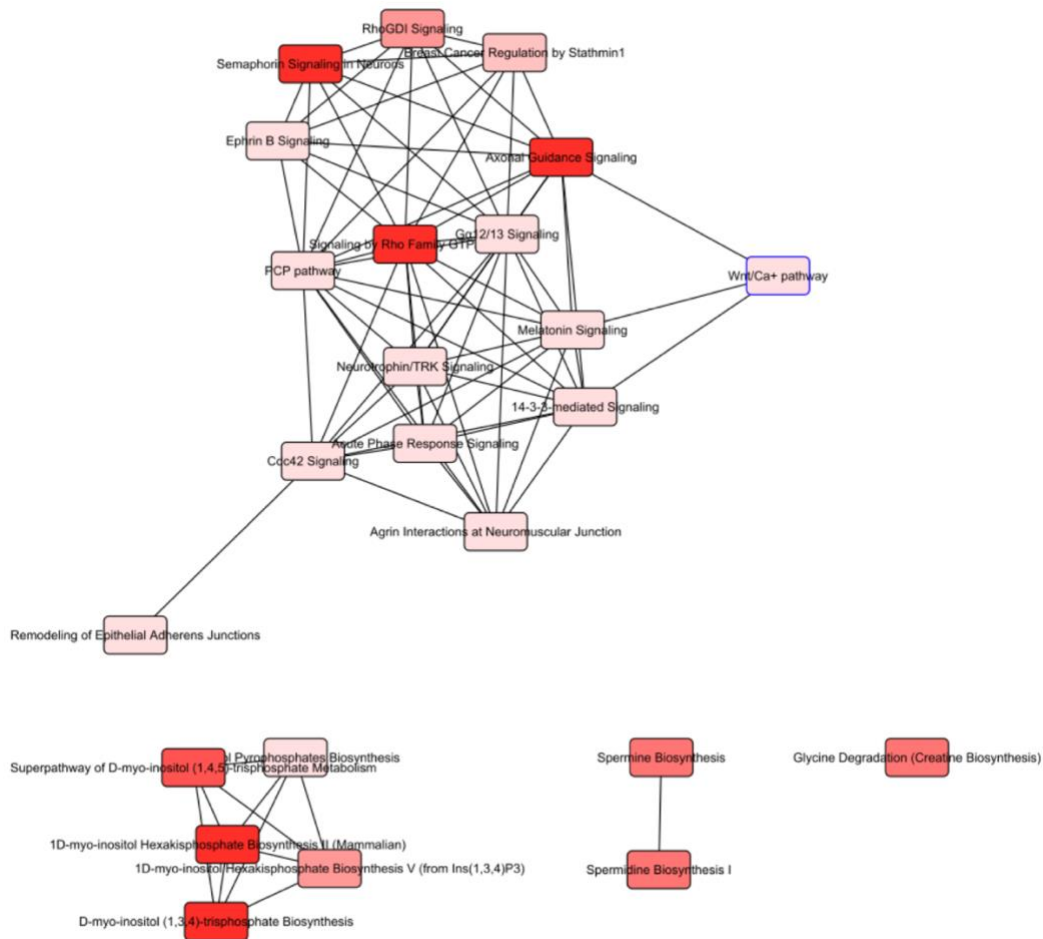 RhoGDI Signaling
Breast Cancer Regulation by Stathmin1
Semaphorin Signaling in Neurons
Ephrin B Signaling
Axonal Guidance Signaling
Gα12/13 Signaling
Signaling by Rho Family GTP
PCP pathway
Wnt/Ca+ pathway
Melatonin Signaling
Neurotrophin/TRK Signaling
14-3-3-mediated Signaling
Acute Phase Response Signaling
Cdc42 Signaling
Agrin Interactions at Neuromuscular Junction
Remodeling of Epithelial Adherens Junctions
Pyrophosphates Biosynthesis
Superpathway of D-myo-inositol (1,4,5)-trisphosphate Metabolism
Spermine Biosynthesis
Glycine Degradation (Creatine Biosynthesis)
1D-myo-inositol Hexakisphosphate Biosynthesis II (Mammalian)
1D-myo-inositol Hexakisphosphate Biosynthesis V (from Ins(1,3,4)P3)
Spermidine Biosynthesis I
D-myo-inositol (1,3,4)-trisphosphate Biosynthesis